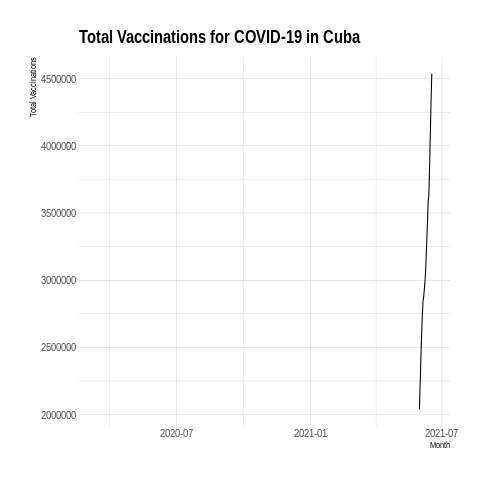 Total Vaccinations for COVID-19 in Cuba
Total Vaccinations
4500000
4000000
3500000
3000000
2500000
2000000
2020-07 2021-01 2021-07
Month